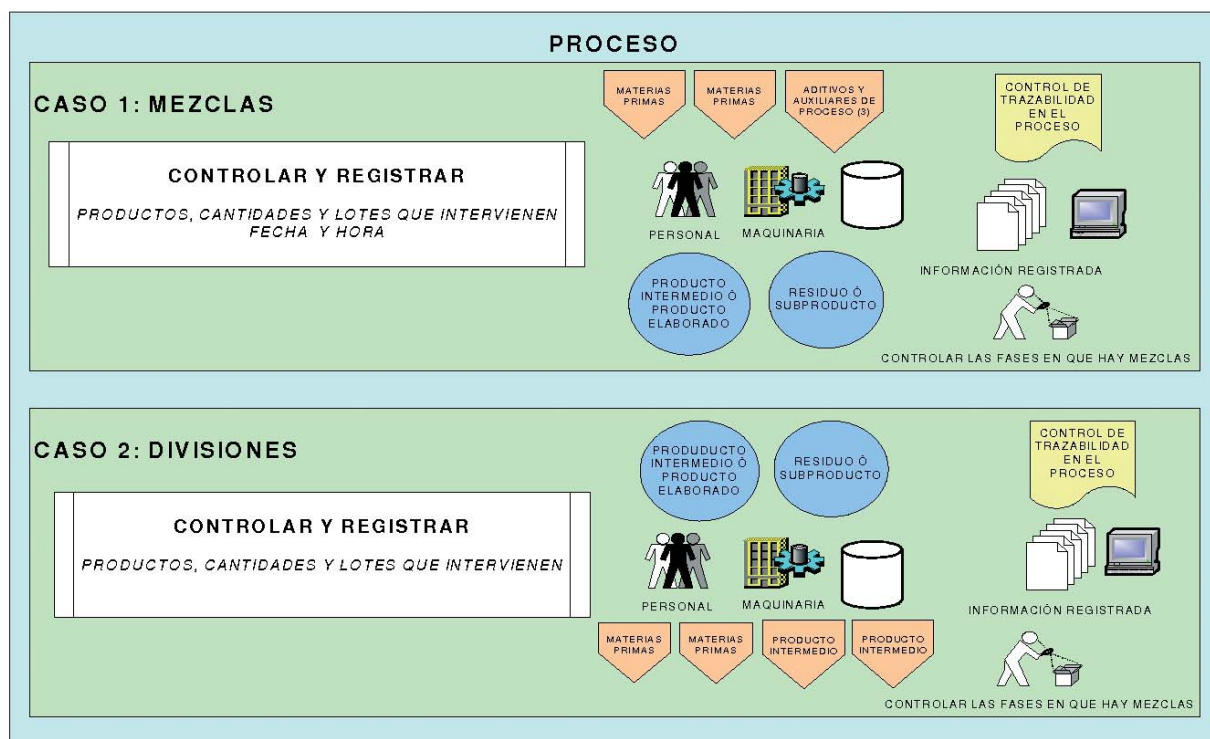 PROCESO
CASO 1: MEZCLAS
CONTROLAR Y REGISTRAR
PRODUCTOS, CANTIDADES Y LOTES QUE INTERVIENEN
FECHA Y HORA
MATERIAS
PRIMAS
MATERIAS
PRIMAS
ADITIVOS Y
AUXILIARES DE
PROCESO (3)
CONTROL DE
TRAZABILIDAD
EN EL
PROCESO
PERSONAL
MAQUINARIA
INFORMACIÓN REGISTRADA
PRODUCTO
INTERMEDIO Ó
PRODUCTO
ELABORADO
RESIDUO Ó
SUBPRODUCTO
CONTROLAR LAS FASES EN QUE HAY MEZCLAS
CASO 2: DIVISIONES
CONTROLAR Y REGISTRAR
PRODUCTOS, CANTIDADES Y LOTES QUE INTERVIENEN
PRODUDUCTO
INTERMEDIO Ó
PRODUCTO
ELABORADO
RESIDUO Ó
SUBPRODUCTO
CONTROL DE
TRAZABILIDAD
EN EL
PROCESO
PERSONAL
MAQUINARIA
INFORMACIÓN REGISTRADA
MATERIAS
PRIMAS
MATERIAS
PRIMAS
PRODUCTO
INTERMEDIO
PRODUCTO
INTERMEDIO
CONTROLAR LAS FASES EN QUE HAY MEZCLAS